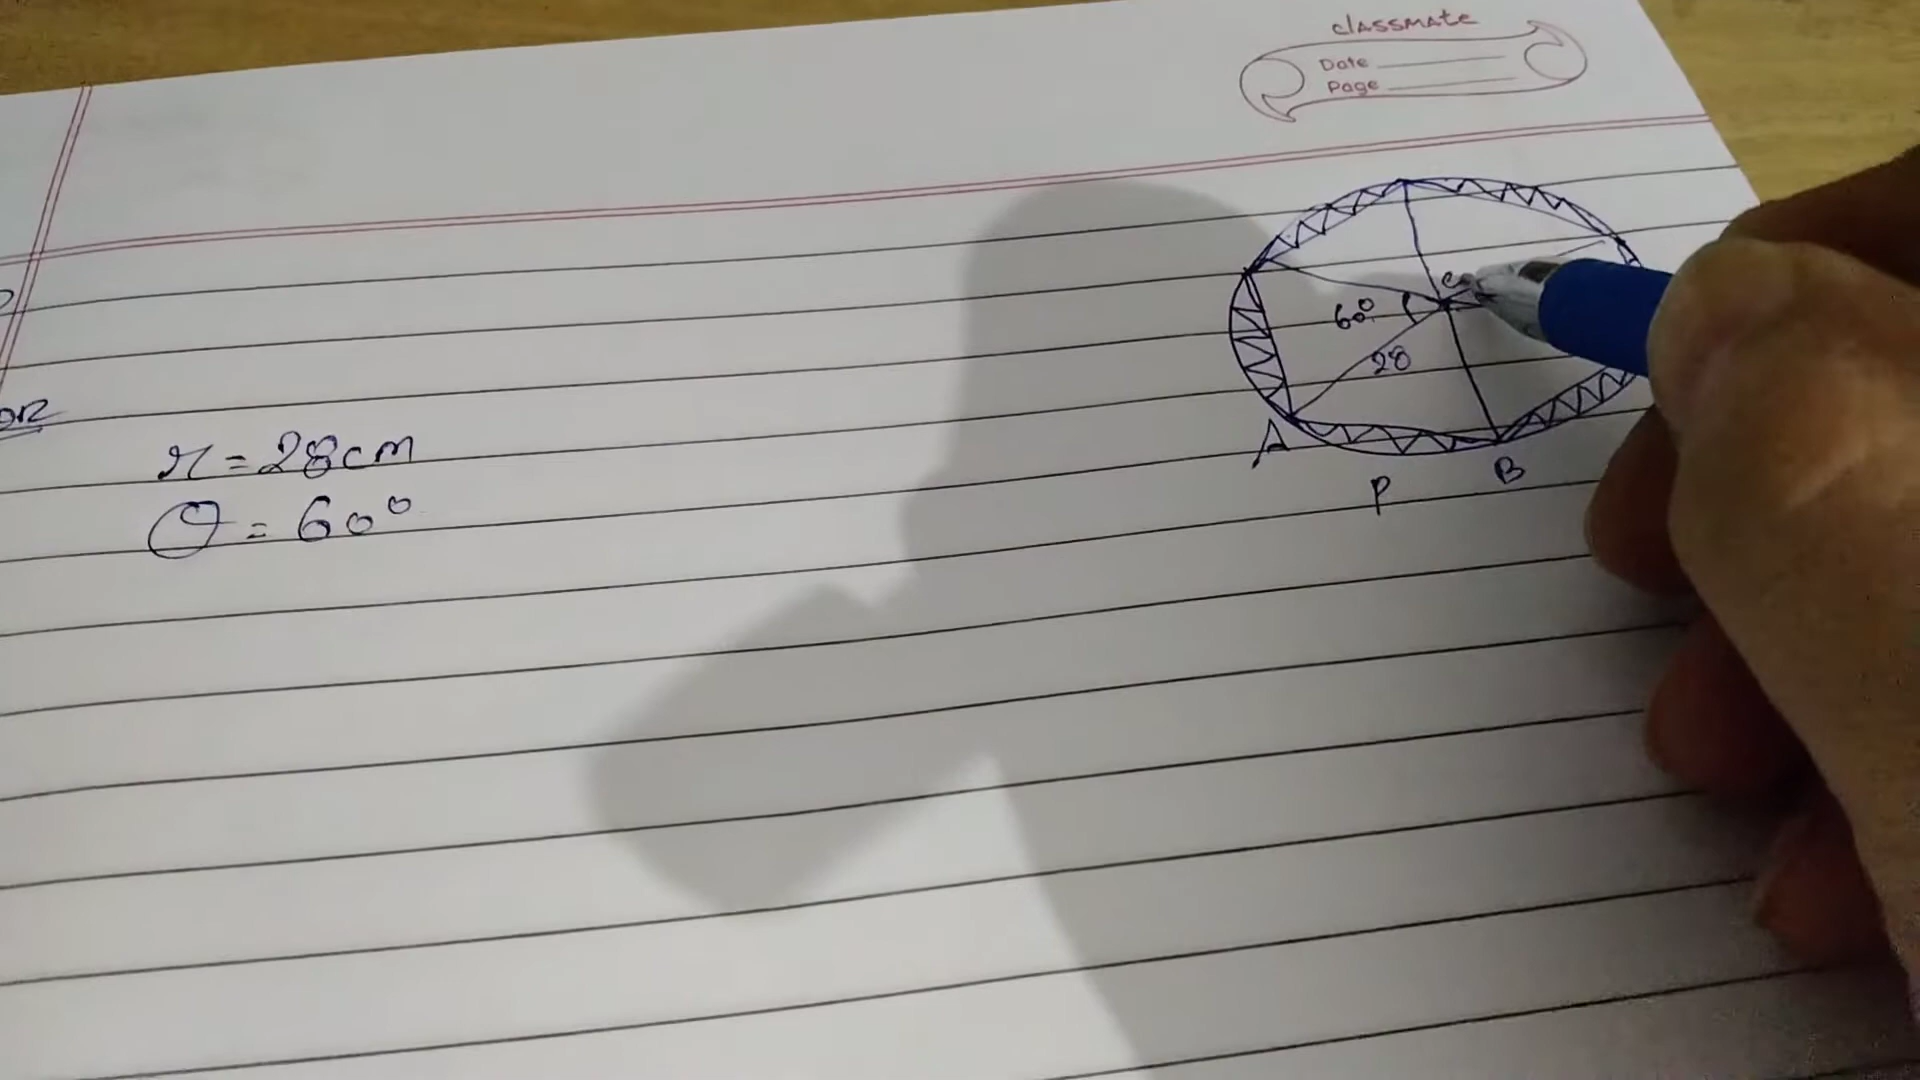 classmate
Date
Page
60°
28
A
B
P
r = 28cm
θ = 60°